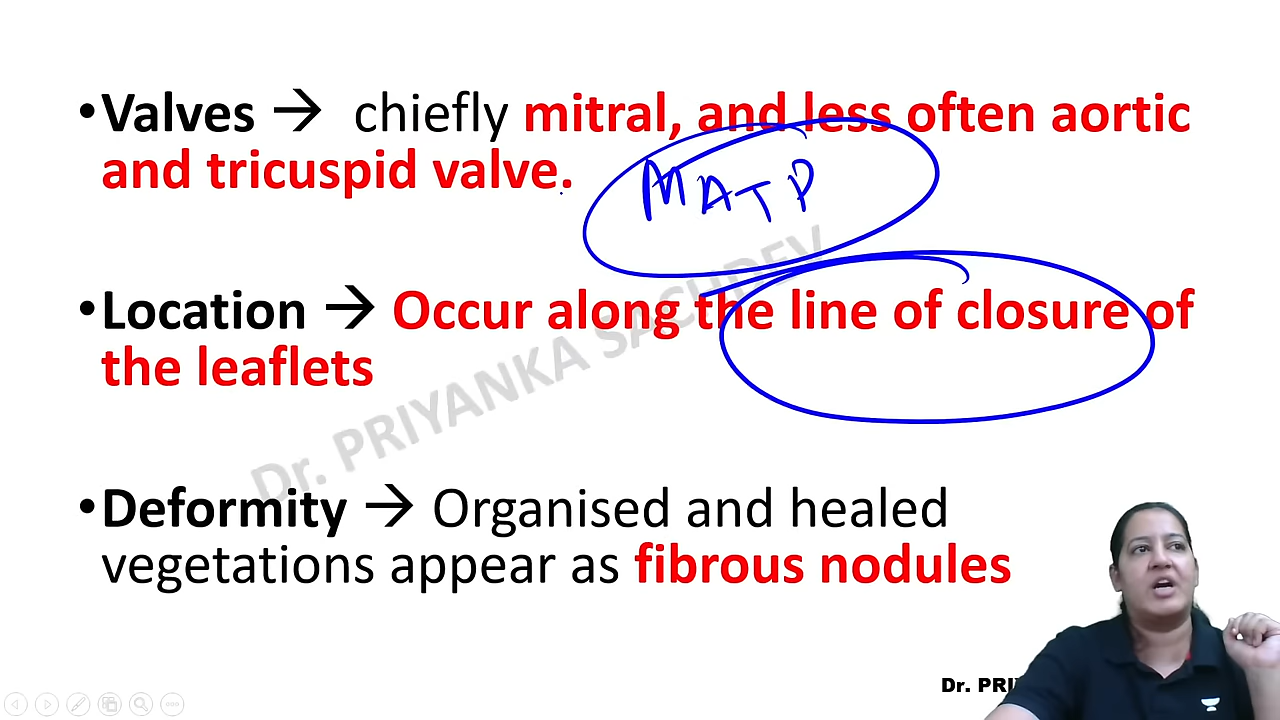 •Valves → chiefly mitral, and less often aortic
and tricuspid valve.
MATP
•Location → Occur along the line of closure of
the leaflets
Dr. PRIYANKA SACHDEV
•Deformity → Organised and healed
vegetations appear as fibrous nodules
Dr. PRI